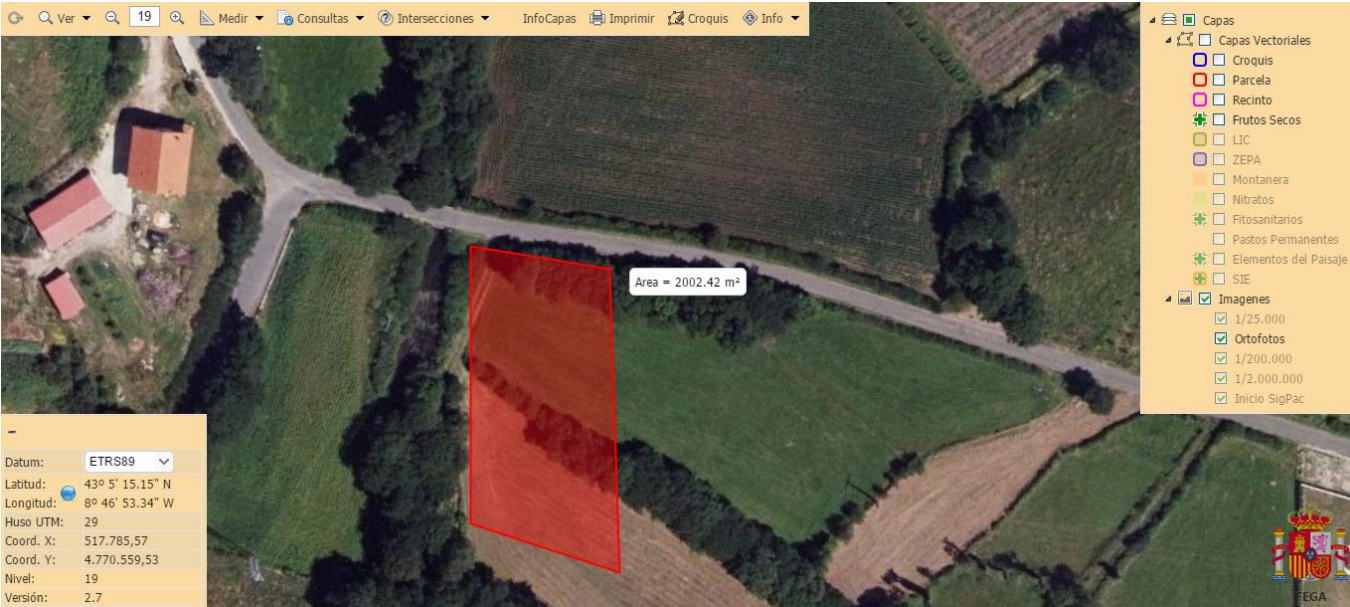 Ver 19 Medir Consultas Intersecciones InfoCapas Imprimir Croquis Info
Capas
Capas Vectoriales
Croquis
Parcela
Recinto
Frutos Secos
LIC
ZEPA
Montanera
Nitratos
Fitosanitarios
Pastos Permanentes
Elementos del Paisaje
SIE
Imagenes
1/25.000
Ortofotos
1/200.000
1/2.000.000
Inicio SigPac
Area = 2002.42 m²
Datum: ETRS89
Latitud: 43º 5' 15.15" N
Longitud: 8º 46' 53.34" W
Huso UTM: 29
Coord. X: 517.785,57
Coord. Y: 4.770.559,53
Nivel: 19
Versión: 2.7
FEGA